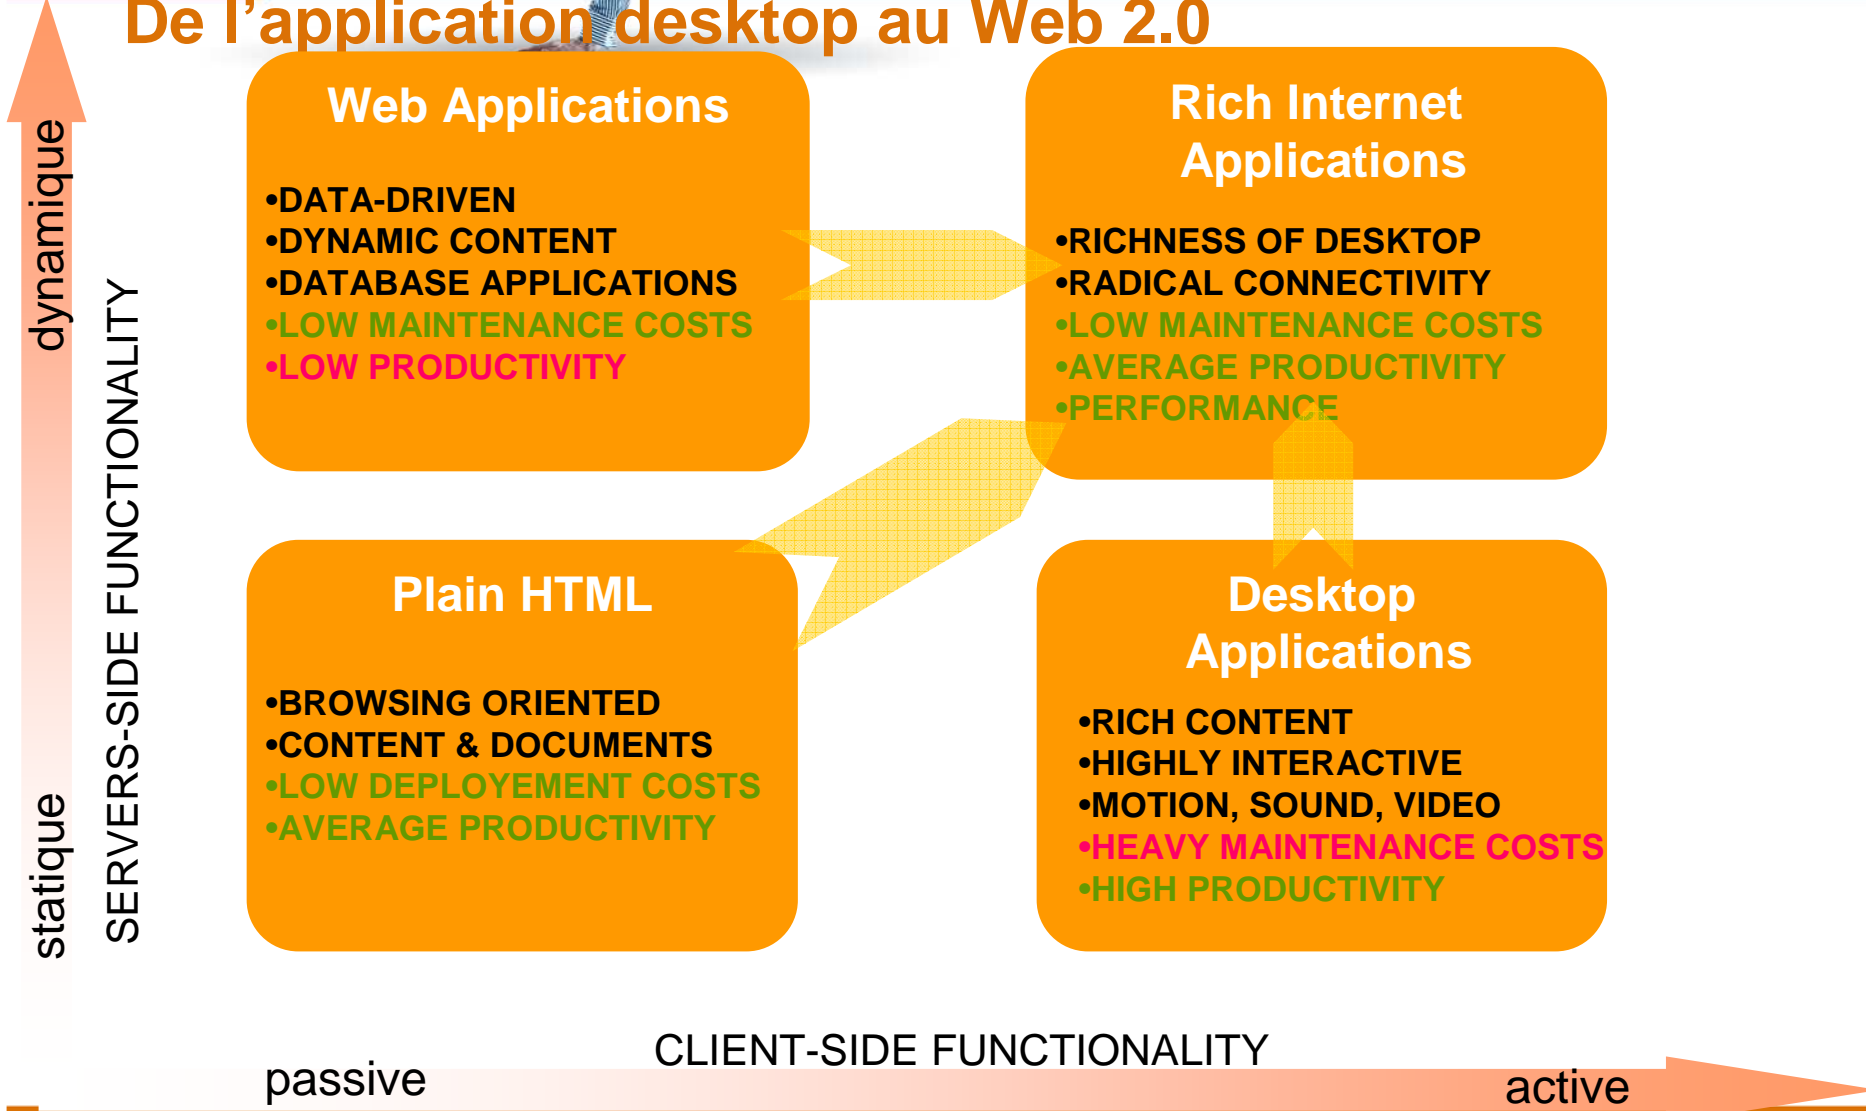 De l'application desktop au Web 2.0
Web Applications
•DATA-DRIVEN
•DYNAMIC CONTENT
•DATABASE APPLICATIONS
•LOW MAINTENANCE COSTS
•LOW PRODUCTIVITY
Rich Internet
Applications
•RICHNESS OF DESKTOP
•RADICAL CONNECTIVITY
•LOW MAINTENANCE COSTS
•AVERAGE PRODUCTIVITY
•PERFORMANCE
Plain HTML
•BROWSING ORIENTED
•CONTENT & DOCUMENTS
•LOW DEPLOYEMENT COSTS
•AVERAGE PRODUCTIVITY
Desktop
Applications
•RICH CONTENT
•HIGHLY INTERACTIVE
•MOTION, SOUND, VIDEO
•HEAVY MAINTENANCE COSTS
•HIGH PRODUCTIVITY
dynamique
statique
SERVERS-SIDE FUNCTIONALITY
CLIENT-SIDE FUNCTIONALITY
passive
active